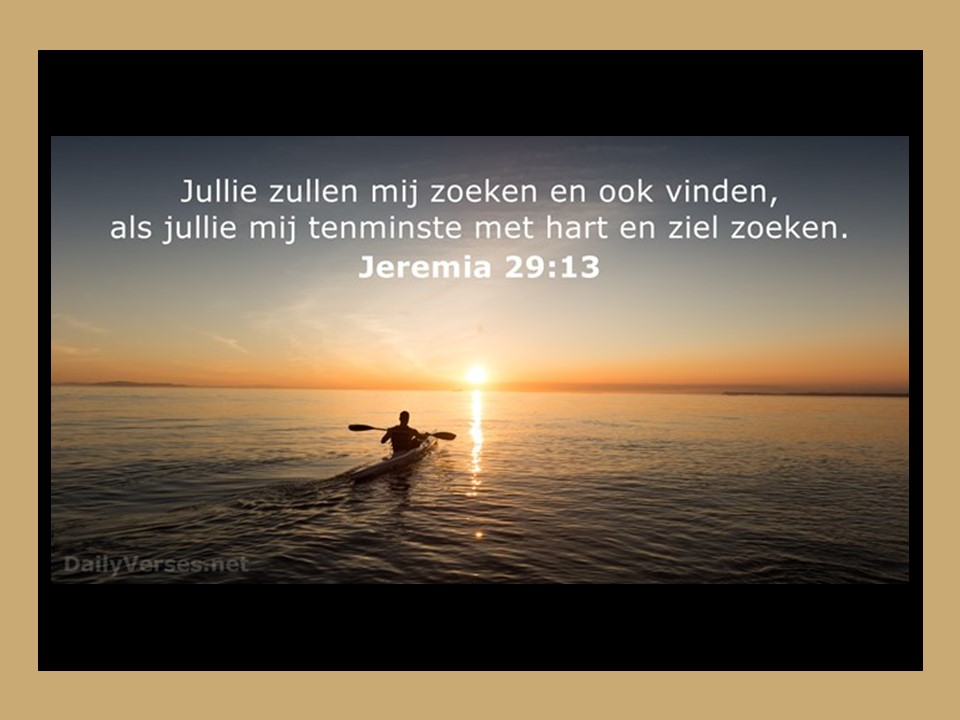 Jullie zullen mij zoeken en ook vinden,
als jullie mij tenminste met hart en ziel zoeken.
Jeremia 29:13
DailyVerses.net